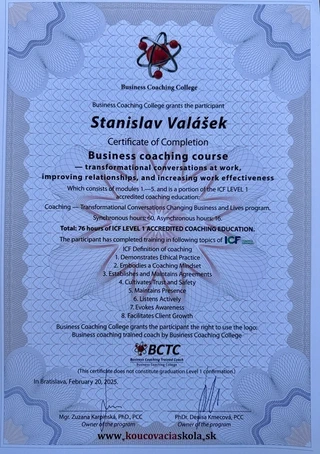 Business Coaching College
Business Coaching College grants the participant
Stanislav Valášek
Certificate of Completion
Business coaching course
— transformational conversations at work,
improving relationships, and increasing work effectiveness
Which consists of modules 1.—5, and is a portion of the ICF LEVEL 1
accredited coaching education:
Coaching — Transformational Conversations Changing Business and Lives program,
Synchronous hours: 60, Asynchronous hours: 16.
Total: 76 hours of ICF LEVEL 1 ACCREDITED COACHING EDUCATION.
The participant has completed training in following topics of ICF
ICF Definition of coaching
1. Demonstrates Ethical Practice
2. Embodies a Coaching Mindset
3. Establishes and Maintains Agreements
4. Cultivates Trust and Safety
5. Maintains Presence
6. Listens Actively
7. Evokes Awareness
8. Facilitates Client Growth
Business Coaching College grants the participant the right to use the logo:
Business coaching trained coach by Business Coaching College
BCTC
Business Coaching Trained Coach
Business Coaching College
(This certificate does not constitute graduation Level 1 confirmation.)
In Bratislava, February 20, 2025.
Mgr. Zuzana Karpinská, PhD., PCC
Owner of the program
PhDr. Denisa Kmecová, PCC
Owner of the program
www.koucovaciaskola.sk